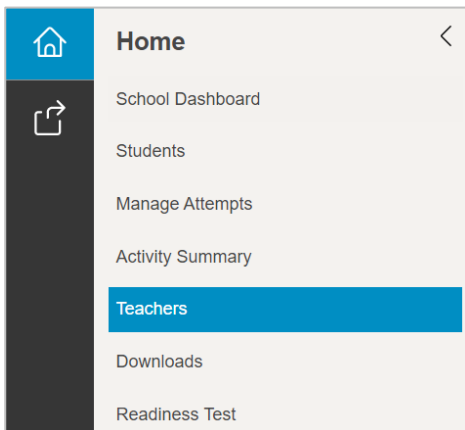 Home
School Dashboard
Students
Manage Attempts
Activity Summary
Teachers
Downloads
Readiness Test